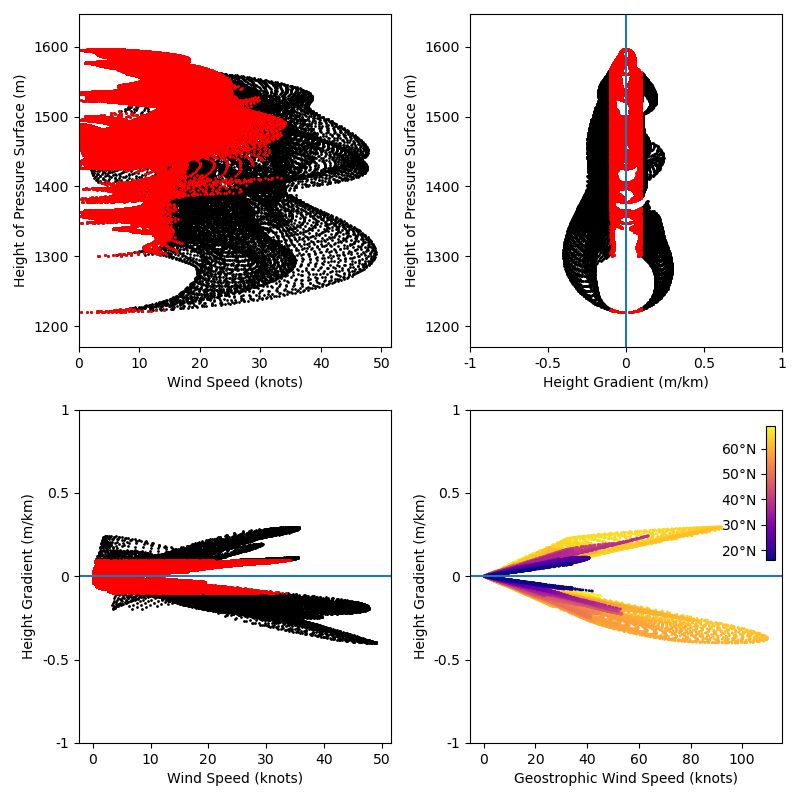 1600
1500
1400
1300
1200
0 10 20 30 40 50
Wind Speed (knots)
Height of Pressure Surface (m)
1600
1500
1400
1300
1200
-1 -0.5 0 0.5 1
Height Gradient (m/km)
Height of Pressure Surface (m)
1
0.5
0
-0.5
-1
0 10 20 30 40 50
Wind Speed (knots)
Height Gradient (m/km)
1
0.5
0
-0.5
-1
0 20 40 60 80 100
Geostrophic Wind Speed (knots)
Height Gradient (m/km)
60°N
50°N
40°N
30°N
20°N